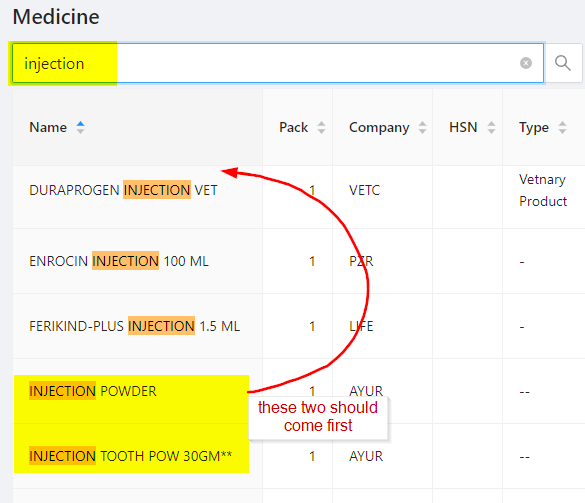 Medicine
injection
Name Pack Company HSN Type
DURAPROGEN INJECTION VET 1 VETC Vetnary
Product
ENROCIN INJECTION 100 ML 1 PZR -
FERIKIND-PLUS INJECTION 1.5 ML 1 LIFE -
INJECTION POWDER 1 AYUR --
these two should
come first
INJECTION TOOTH POW 30GM** 1 AYUR --